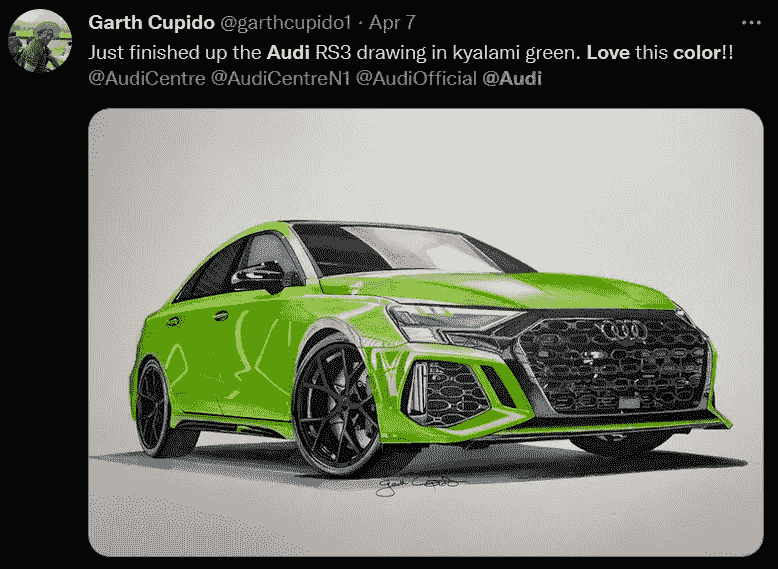 Garth Cupido @garthcupido1 · Apr 7
Just finished up the Audi RS3 drawing in kyalami green. Love this color!!
@AudiCentre @AudiCentreN1 @AudiOfficial @Audi
Garth Cupido